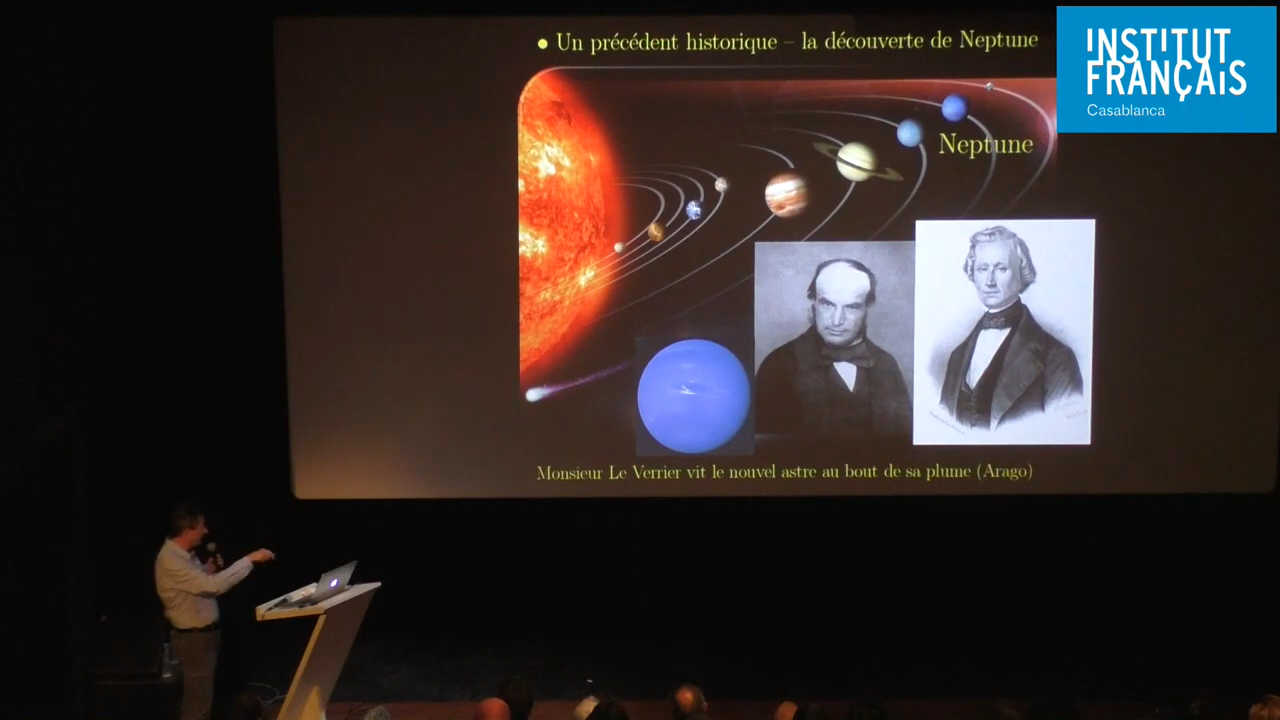 • Un précédent historique – la découverte de Neptune
INSTITUT
FRANÇAIS
Casablanca
Neptune
Monsieur Le Verrier vit le nouvel astre au bout de sa plume (Arago)